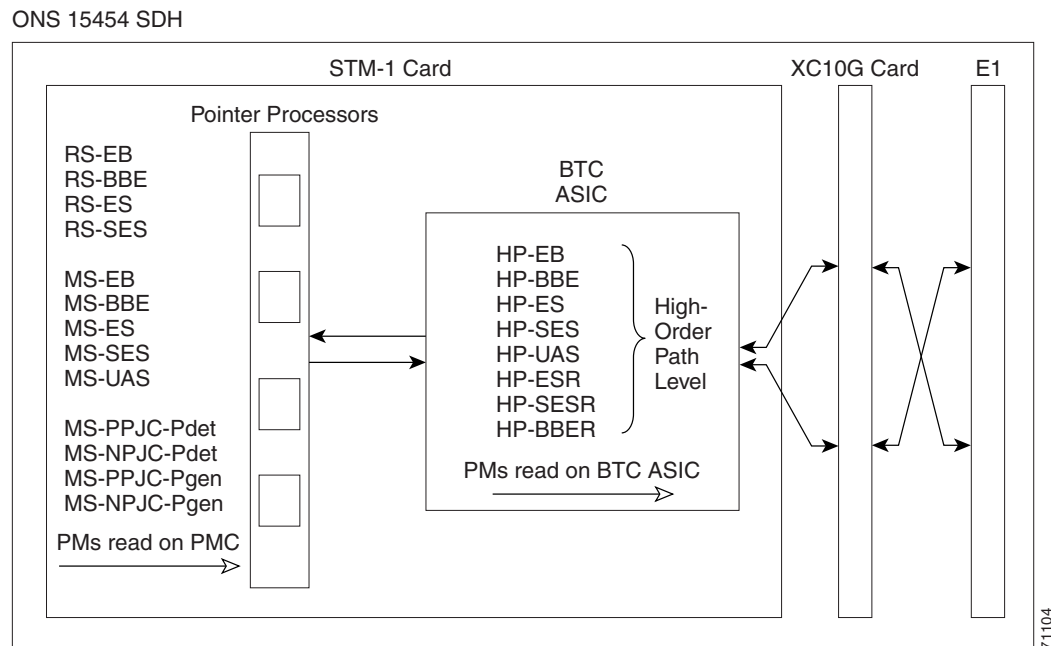 ONS 15454 SDH
STM-1 Card
XC10G Card
E1
Pointer Processors
RS-EB
RS-BBE
RS-ES
RS-SES
MS-EB
MS-BBE
MS-ES
MS-SES
MS-UAS
MS-PPJC-Pdet
MS-NPJC-Pdet
MS-PPJC-Pgen
MS-NPJC-Pgen
PMs read on PMC
BTC
ASIC
HP-EB
HP-BBE
HP-ES
HP-SES
HP-UAS
HP-ESR
HP-SESR
HP-BBER
High-
Order
Path
Level
PMs read on BTC ASIC
71104